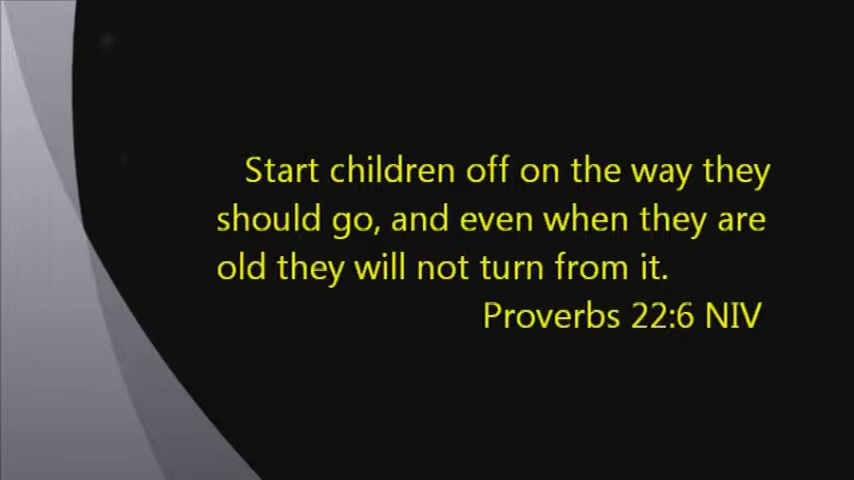 Start children off on the way they
should go, and even when they are
old they will not turn from it.
Proverbs 22:6 NIV